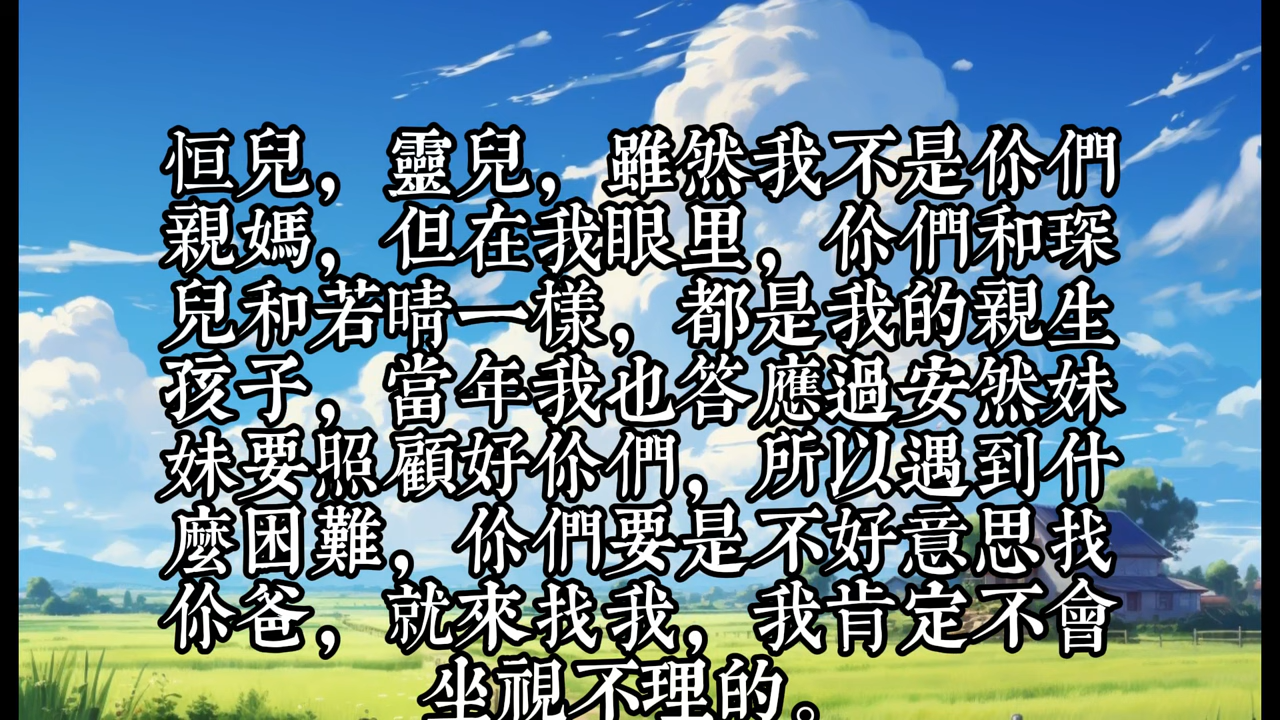 恒兒，靈兒，雖然我不是你們
親媽，但在我眼里，你們和琛
兒和若晴一樣，都是我的親生
孩子，當年我也答應過安然妹
妹要照顧好你們，所以遇到什
麼困難，你們要是不好意思找
你爸，就來找我，我肯定不會
坐視不理的。